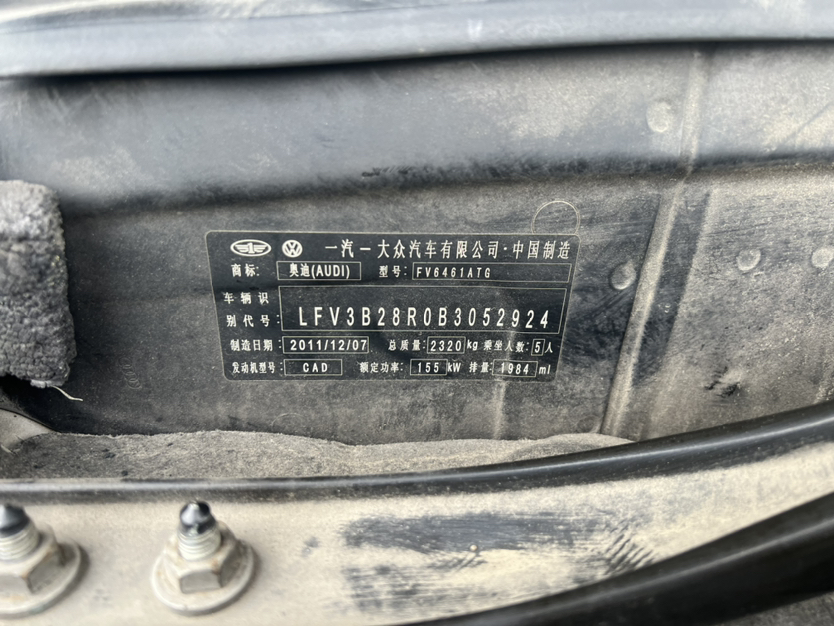 一汽一大众汽车有限公司·中国制造
商标: 奥迪(AUDI) 型号: FV6461ATG
车辆识
别代号: LFV3B28R0B3052924
制造日期: 2011/12/07 总质量: 2320 kg 乘坐人数: 5 人
发动机型号: CAD 额定功率: 155 kW 排量: 1984 ml